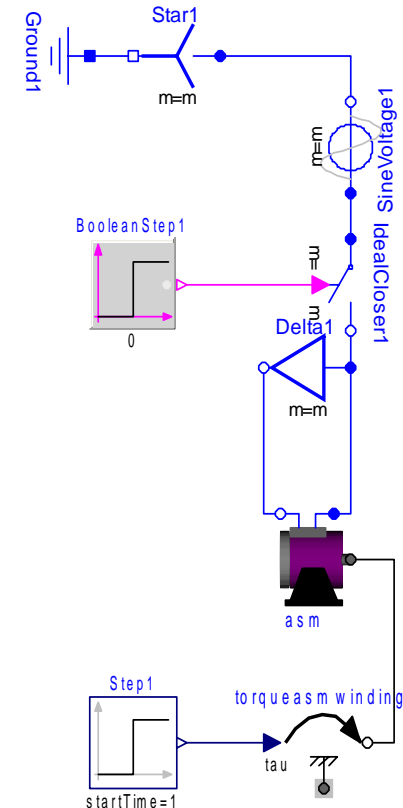 Star1
Ground1
m=m
SineVoltage1
m=m
BooleanStep1
IdealCloser1
m=m
0
Delta1
m=m
asm
Step1
torqueasm winding
tau
startTime=1